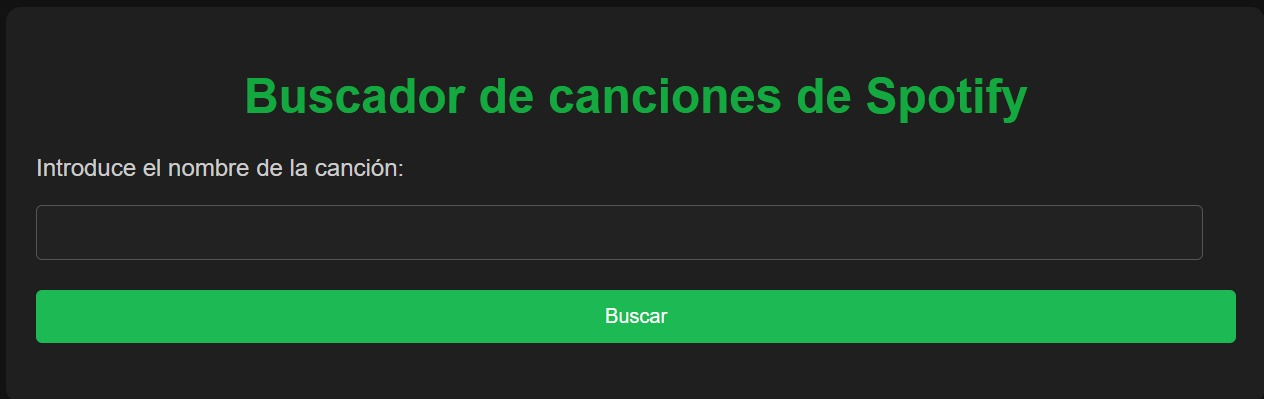 Buscador de canciones de Spotify
Introduce el nombre de la canción:
Buscar